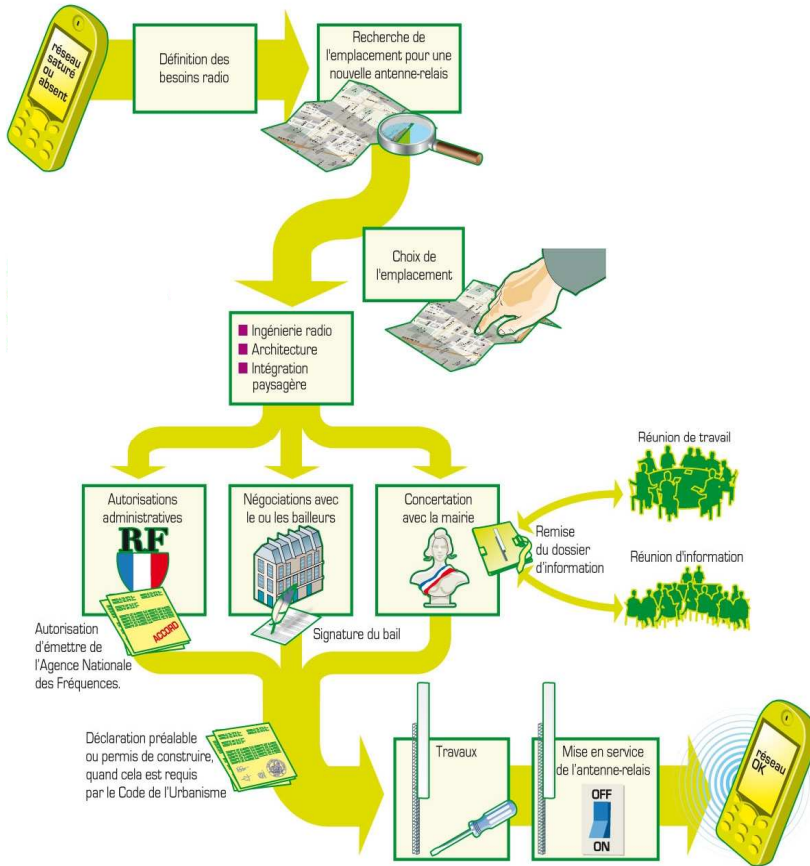 réseau
saturé
ou
absent
Définition des
besoins radio
Recherche de
l'emplacement pour une
nouvelle antenne-relais
Choix de
l'emplacement
Ingénierie radio
Architecture
Intégration
paysagère
Autorisations
administratives
RF
ACCORD
Autorisation
d'émettre de
l'Agence Nationale
des Fréquences.
Négociations avec
le ou les bailleurs
Signature du bail
Concertation
avec la mairie
Remise
du dossier
d'information
Réunion de travail
Réunion d'information
Déclaration préalable
ou permis de construire,
quand cela est requis
par le Code de l'Urbanisme
Travaux
Mise en service
de l'antenne-relais
OFF
ON
réseau
OK